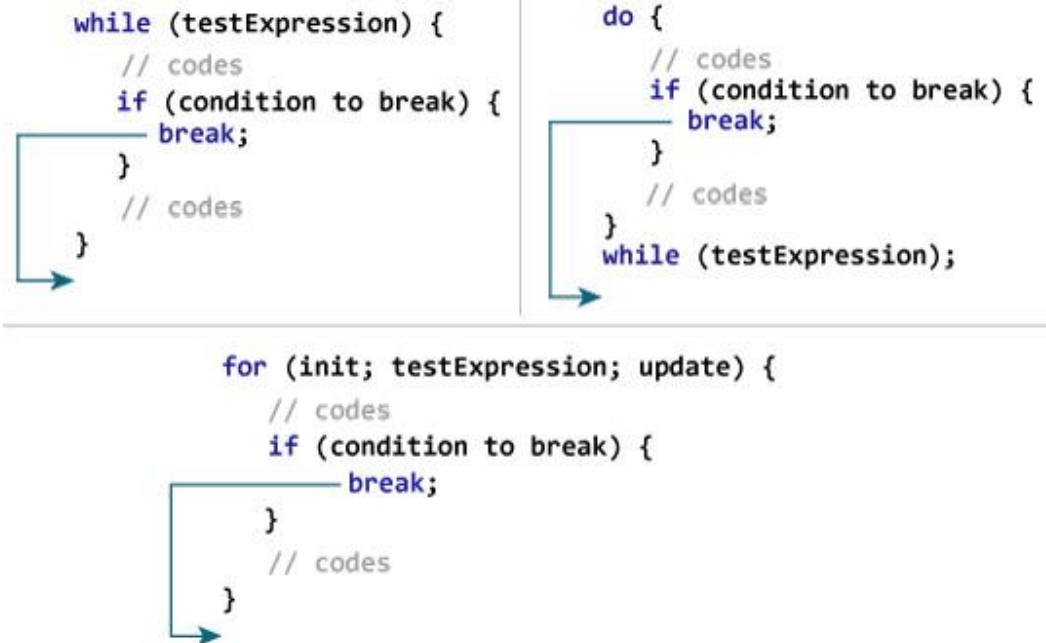 while (testExpression) {
// codes
if (condition to break) {
break;
}
// codes
}
do {
// codes
if (condition to break) {
break;
}
// codes
}
while (testExpression);
for (init; testExpression; update) {
// codes
if (condition to break) {
break;
}
// codes
}